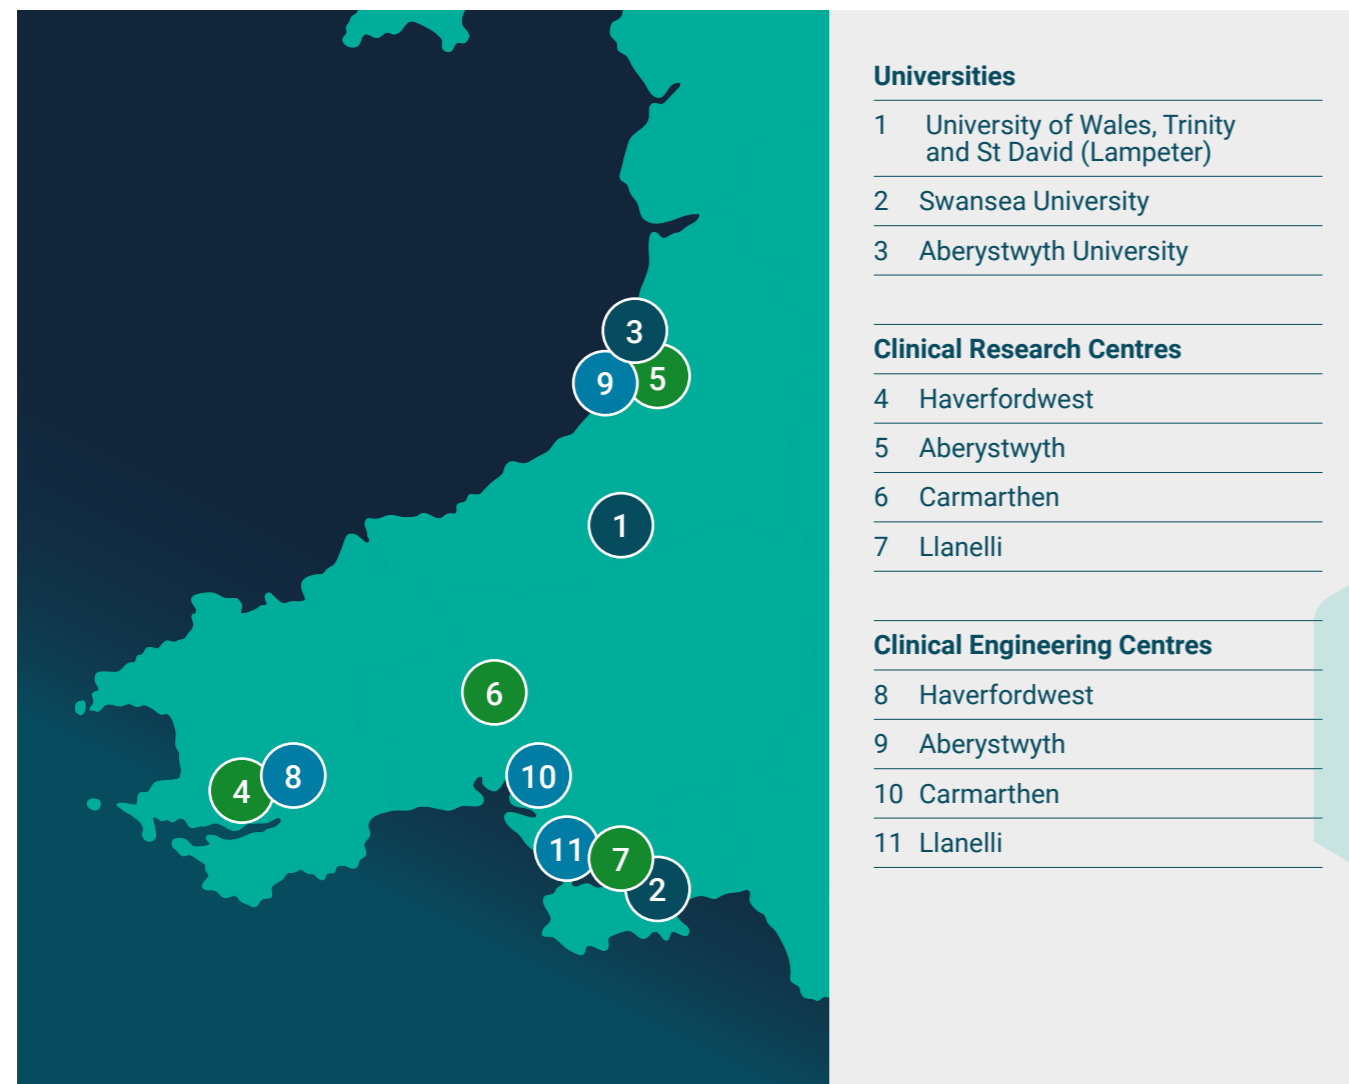 3
9
5
1
6
4
8
10
11
7
2
Universities
1 University of Wales, Trinity
and St David (Lampeter)
2 Swansea University
3 Aberystwyth University
Clinical Research Centres
4 Haverfordwest
5 Aberystwyth
6 Carmarthen
7 Llanelli
Clinical Engineering Centres
8 Haverfordwest
9 Aberystwyth
10 Carmarthen
11 Llanelli